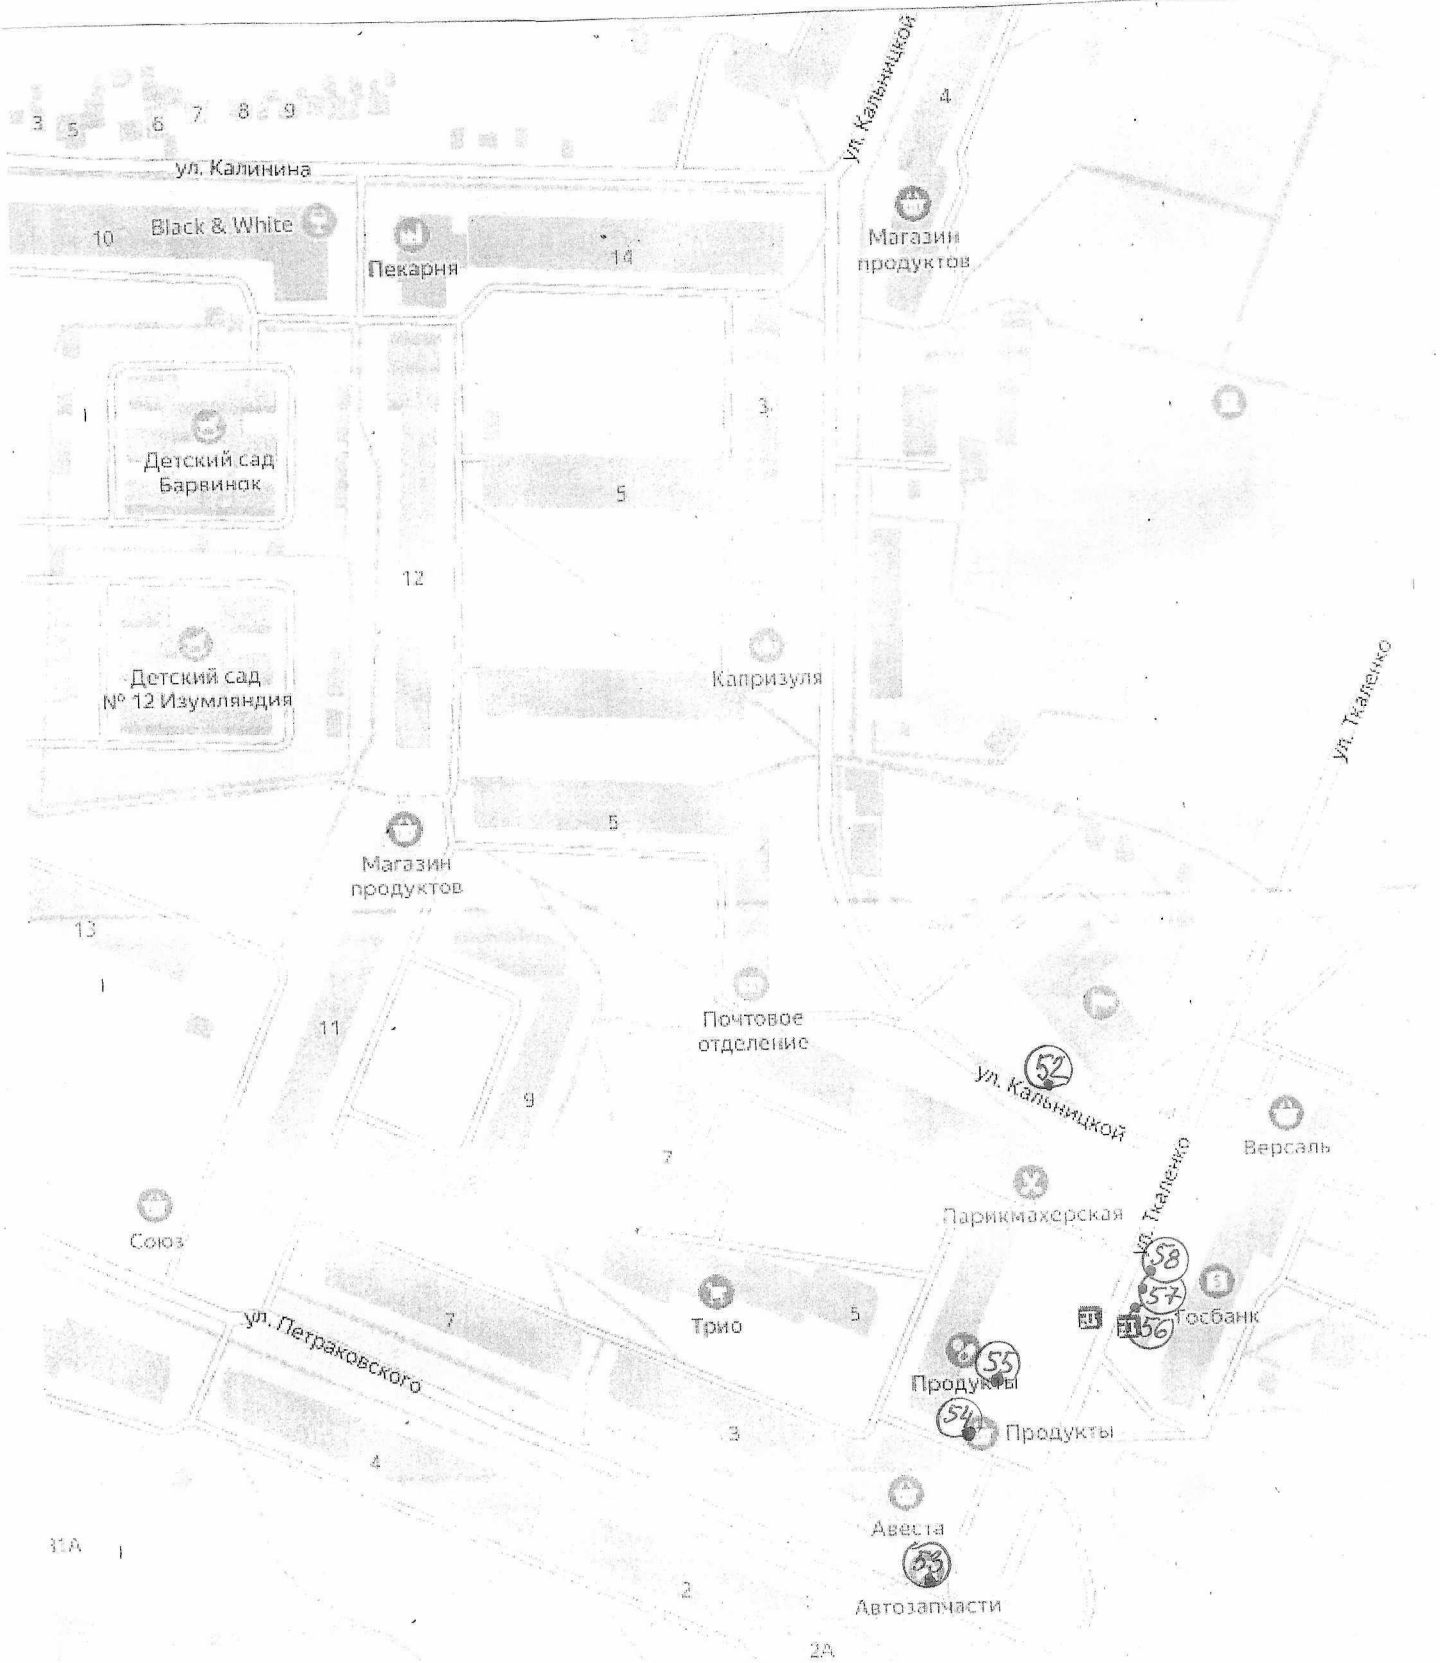 ул. Кальницкой
4
3
5
6
7
8
9
ул. Калинина
10
Black & White
Пекарня
14
Магазин
продуктов
3
Детский сад
Барвинок
5
12
Детский сад
№ 12 Изумляндия
Капризуля
ул. Ткаленко
5
Магазин
продуктов
13
11
Почтовое
отделение
9
52
ул. Кальницкой
7
Версаль
Парикмахерская
ул. Ткаленко
Союз
58
57
56
Госбанк
Трио
5
7
ул. Петраковского
55
Продукты
54
Продукты
3
4
Авеста
53
Автозапчасти
31А
2
2А